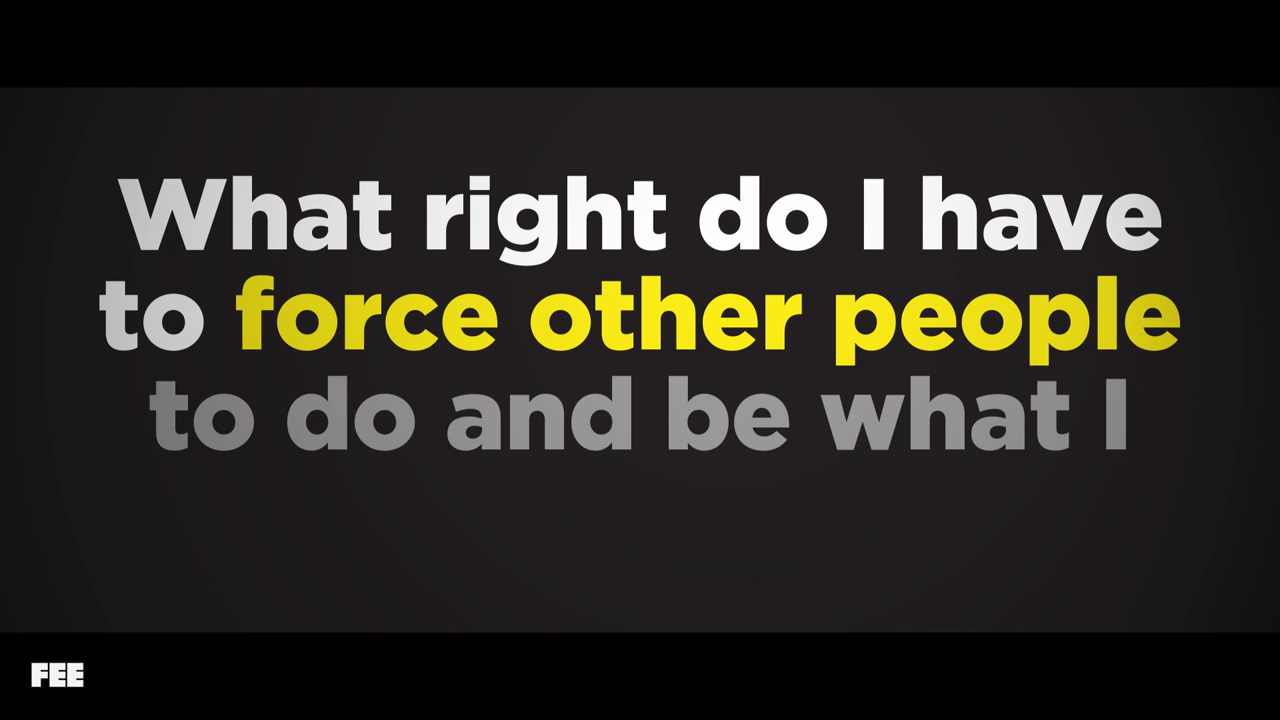 What right do I have
to force other people
to do and be what I
FEE